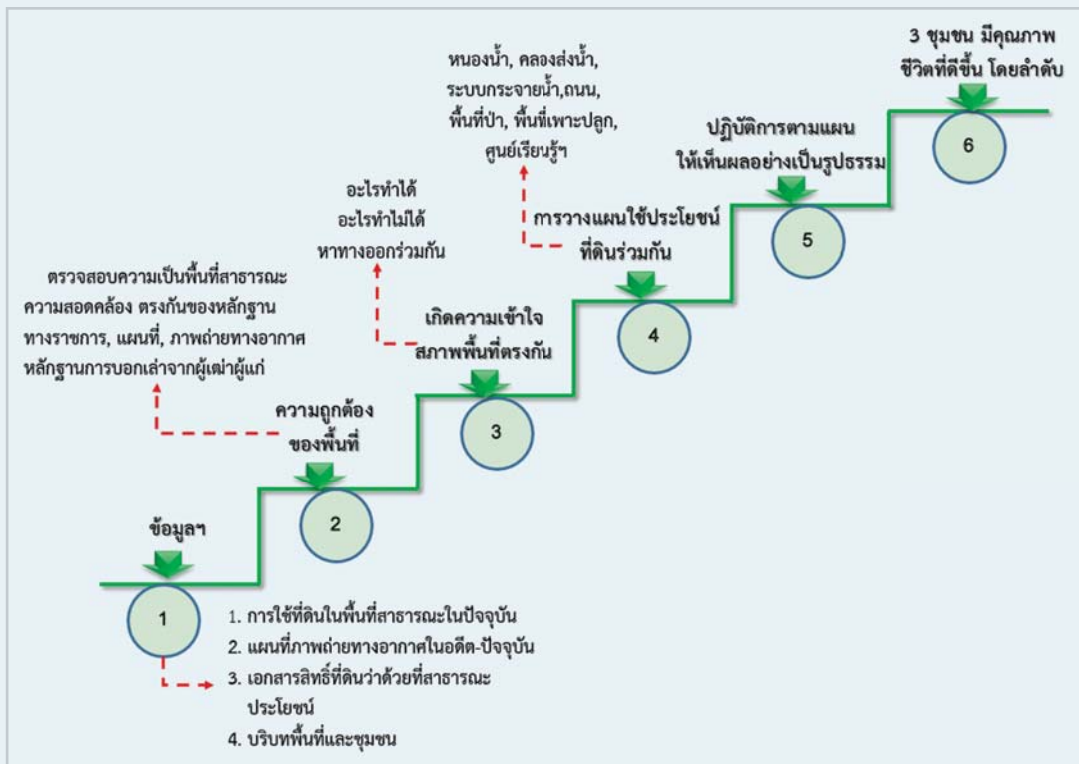 3 ชุมชน มีคุณภาพ
ชีวิตที่ดีขึ้น โดยลำดับ
6
หนองน้ำ, คลองส่งน้ำ,
ระบบกระจายน้ำ,ถนน,
พื้นที่ป่า, พื้นที่เพาะปลูก,
ศูนย์เรียนรู้ฯ
ปฏิบัติการตามแผน
ให้เห็นผลอย่างเป็นรูปธรรม
5
อะไรทำได้
อะไรทำไม่ได้
หาทางออกร่วมกัน
การวางแผนใช้ประโยชน์
ที่ดินร่วมกัน
4
ตรวจสอบความเป็นพื้นที่สาธารณะ
ความสอดคล้อง ตรงกันของหลักฐาน
ทางราชการ, แผนที่, ภาพถ่ายทางอากาศ
หลักฐานการบอกเล่าจากผู้เฒ่าผู้แก่
เกิดความเข้าใจ
สภาพพื้นที่ตรงกัน
3
ความถูกต้อง
ของพื้นที่
2
ข้อมูลฯ
1
1. การใช้ที่ดินในพื้นที่สาธารณะในปัจจุบัน
2. แผนที่ภาพถ่ายทางอากาศในอดีต-ปัจจุบัน
3. เอกสารสิทธิ์ที่ดินว่าด้วยที่สาธารณะ
ประโยชน์
4. บริบทพื้นที่และชุมชน